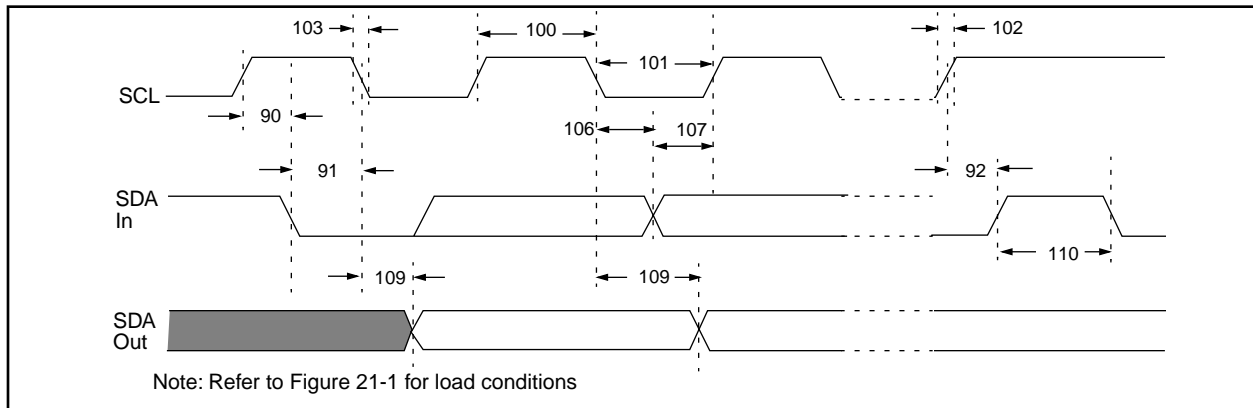 103
100
102
101
SCL
90
106
107
91
92
SDA
In
109
109
110
SDA
Out
Note: Refer to Figure 21-1 for load conditions